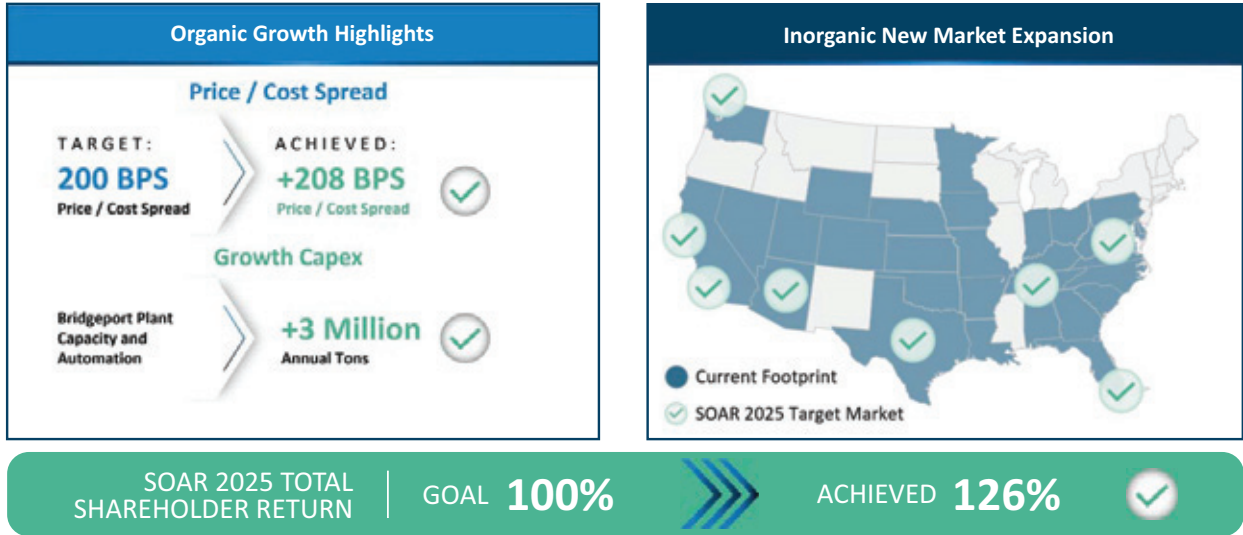 Organic Growth Highlights
Price / Cost Spread
TARGET:
200 BPS
Price / Cost Spread
ACHIEVED:
+208 BPS
Price / Cost Spread
Growth Capex
Bridgeport Plant
Capacity and
Automation
+3 Million
Annual Tons
Inorganic New Market Expansion
Current Footprint
SOAR 2025 Target Market
SOAR 2025 TOTAL
SHAREHOLDER RETURN
GOAL 100%
ACHIEVED 126%